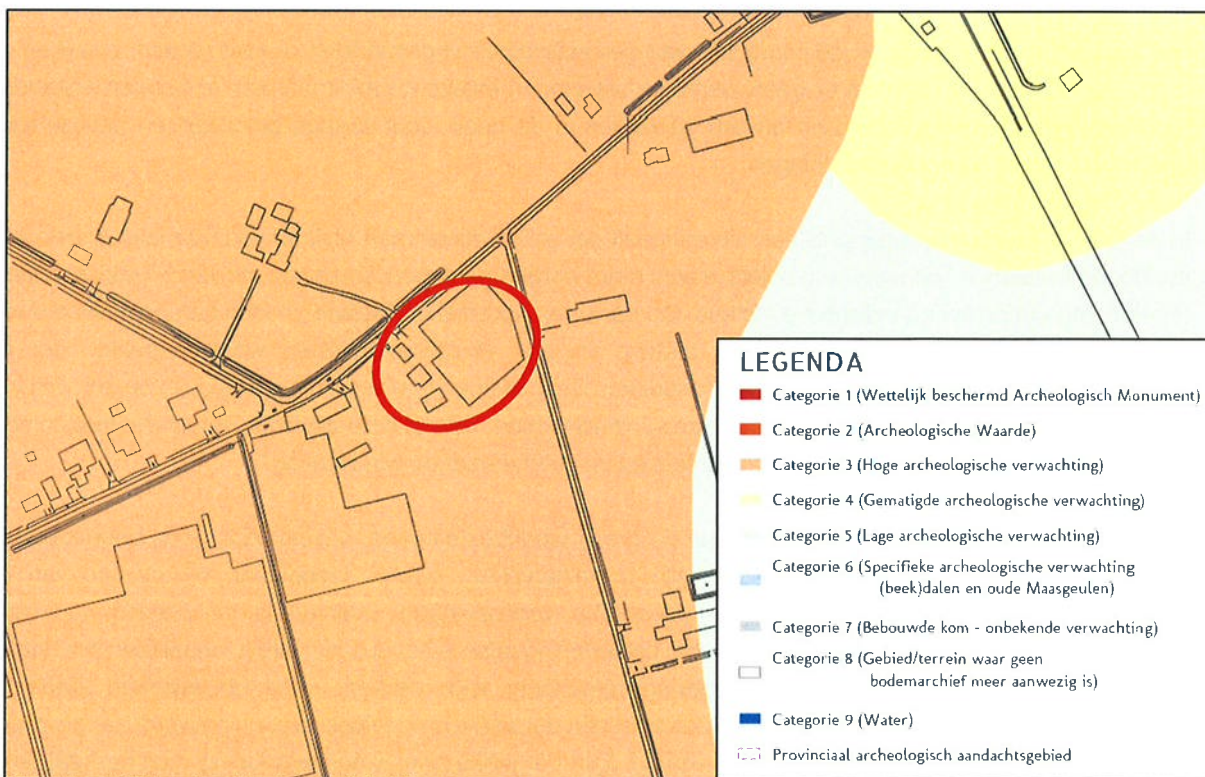 LEGENDA
Categorie 1 (Wettelijk beschermd Archeologisch Monument)
Categorie 2 (Archeologische Waarde)
Categorie 3 (Hoge archeologische verwachting)
Categorie 4 (Gematigde archeologische verwachting)
Categorie 5 (Lage archeologische verwachting)
Categorie 6 (Specifieke archeologische verwachting
(beek)dalen en oude Maasgeulen)
Categorie 7 (Bebouwde kom - onbekende verwachting)
Categorie 8 (Gebied/terrein waar geen
bodemarchief meer aanwezig is)
Categorie 9 (Water)
Provinciaal archeologisch aandachtsgebied